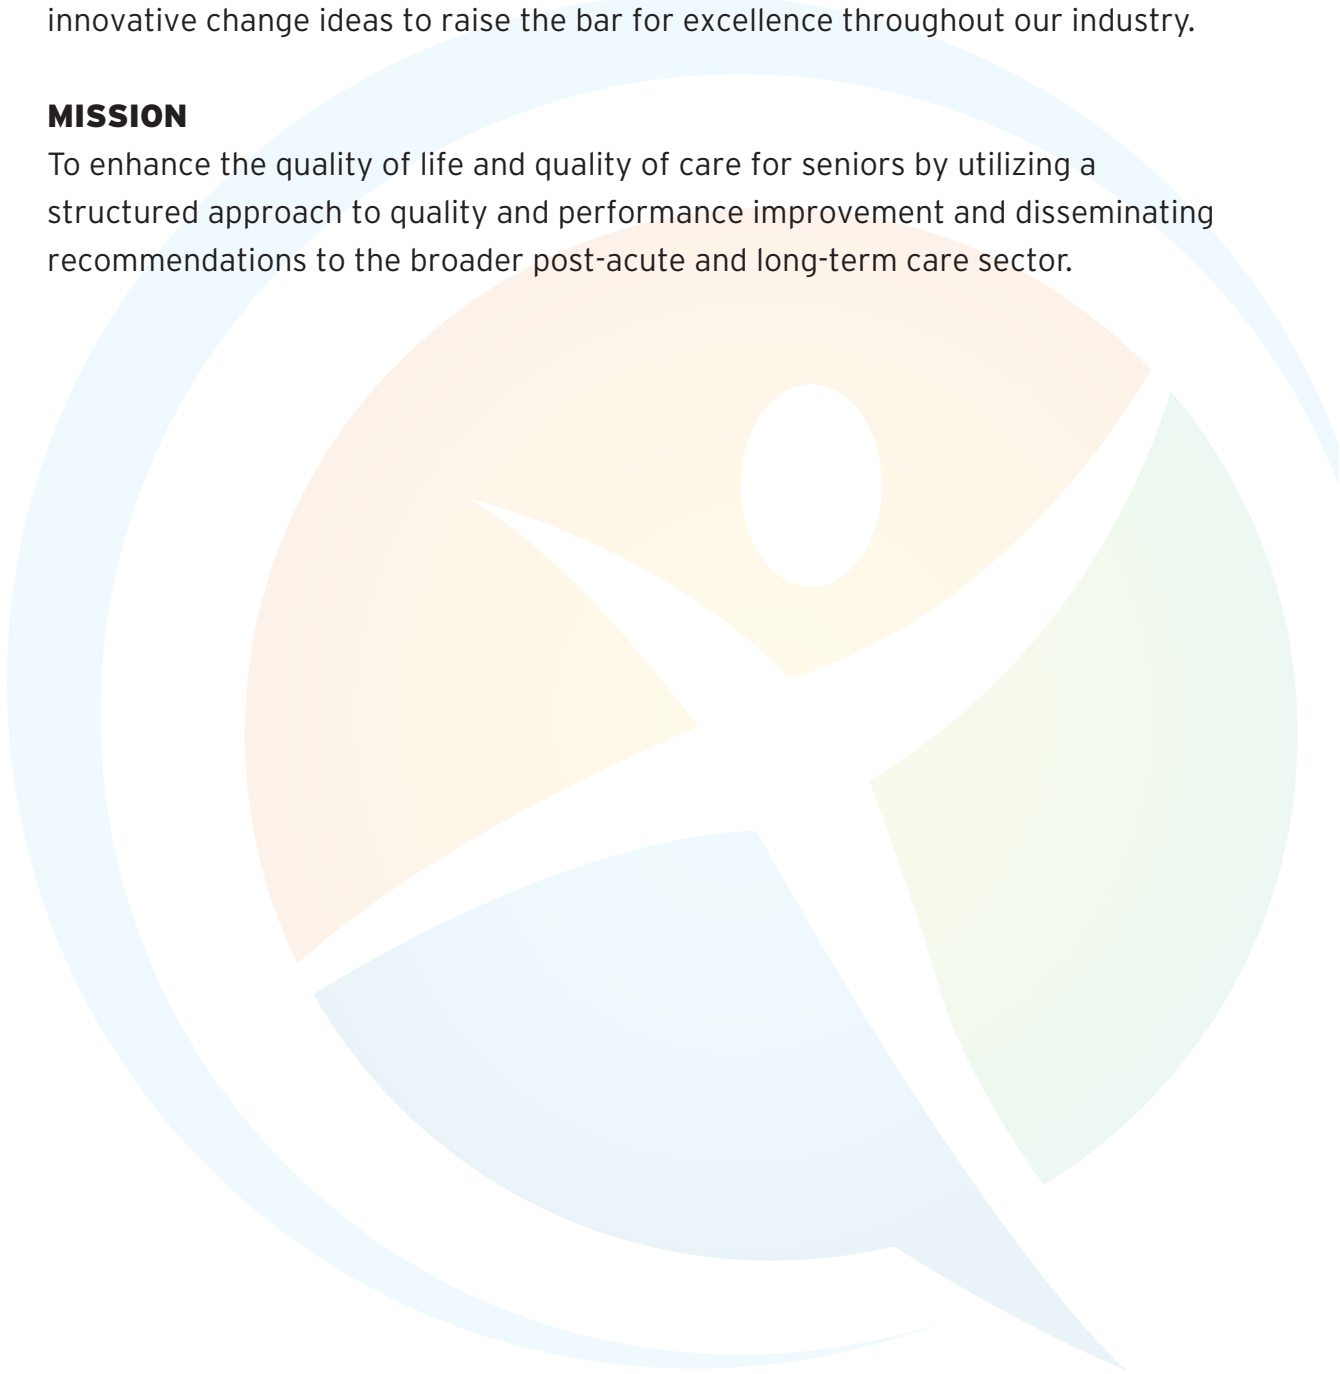 innovative change ideas to raise the bar for excellence throughout our industry.
MISSION
To enhance the quality of life and quality of care for seniors by utilizing a
structured approach to quality and performance improvement and disseminating
recommendations to the broader post-acute and long-term care sector.